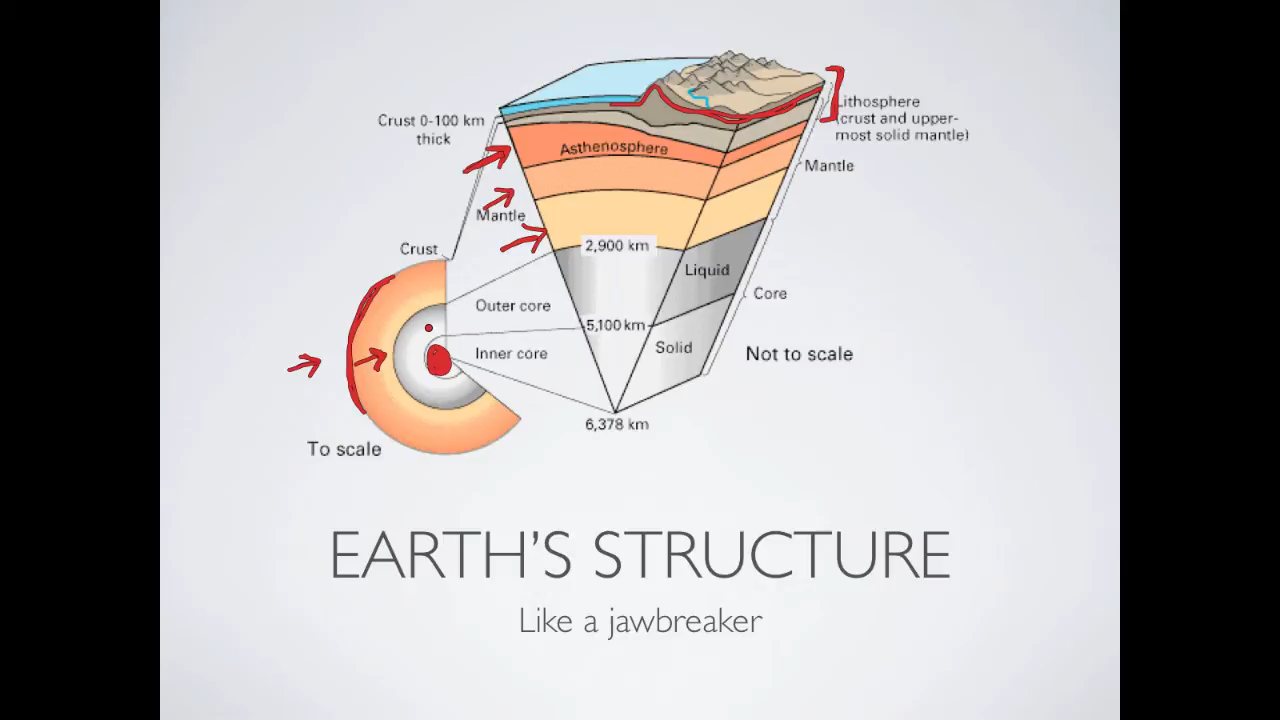 Crust 0-100 km
thick
Lithosphere
(crust and upper-
most solid mantle)
Asthenosphere
Mantle
Mantle
Crust
2,900 km
Liquid
Core
Outer core
5,100 km
Inner core
Solid
Not to scale
6,378 km
To scale
EARTH'S STRUCTURE
Like a jawbreaker